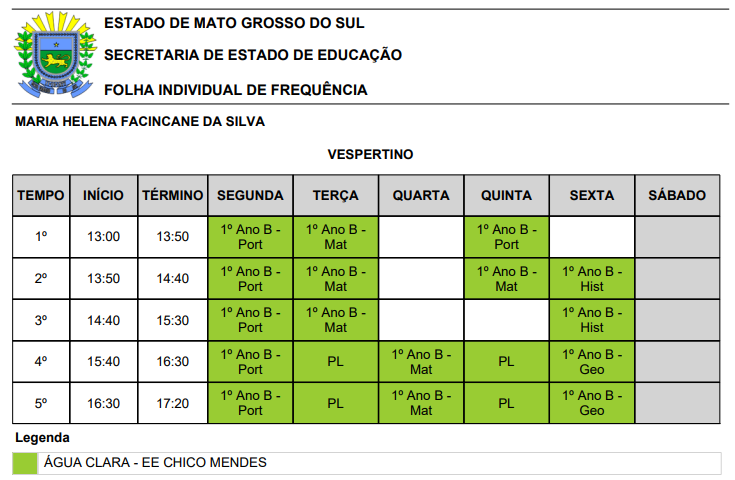 ESTADO DE MATO GROSSO DO SUL
SECRETARIA DE ESTADO DE EDUCAÇÃO
FOLHA INDIVIDUAL DE FREQUÊNCIA
MARIA HELENA FACINCANE DA SILVA
VESPERTINO
TEMPO INÍCIO TÉRMINO SEGUNDA TERÇA QUARTA QUINTA SEXTA SÁBADO
1º 13:00 13:50 1º Ano B - Port 1º Ano B - Mat 1º Ano B - Port
2º 13:50 14:40 1º Ano B - Port 1º Ano B - Mat 1º Ano B - Mat 1º Ano B - Hist
3º 14:40 15:30 1º Ano B - Port 1º Ano B - Mat 1º Ano B - Hist
4º 15:40 16:30 1º Ano B - Port PL 1º Ano B - Mat PL 1º Ano B - Geo
5º 16:30 17:20 1º Ano B - Port PL 1º Ano B - Mat PL 1º Ano B - Geo
Legenda
ÁGUA CLARA - EE CHICO MENDES